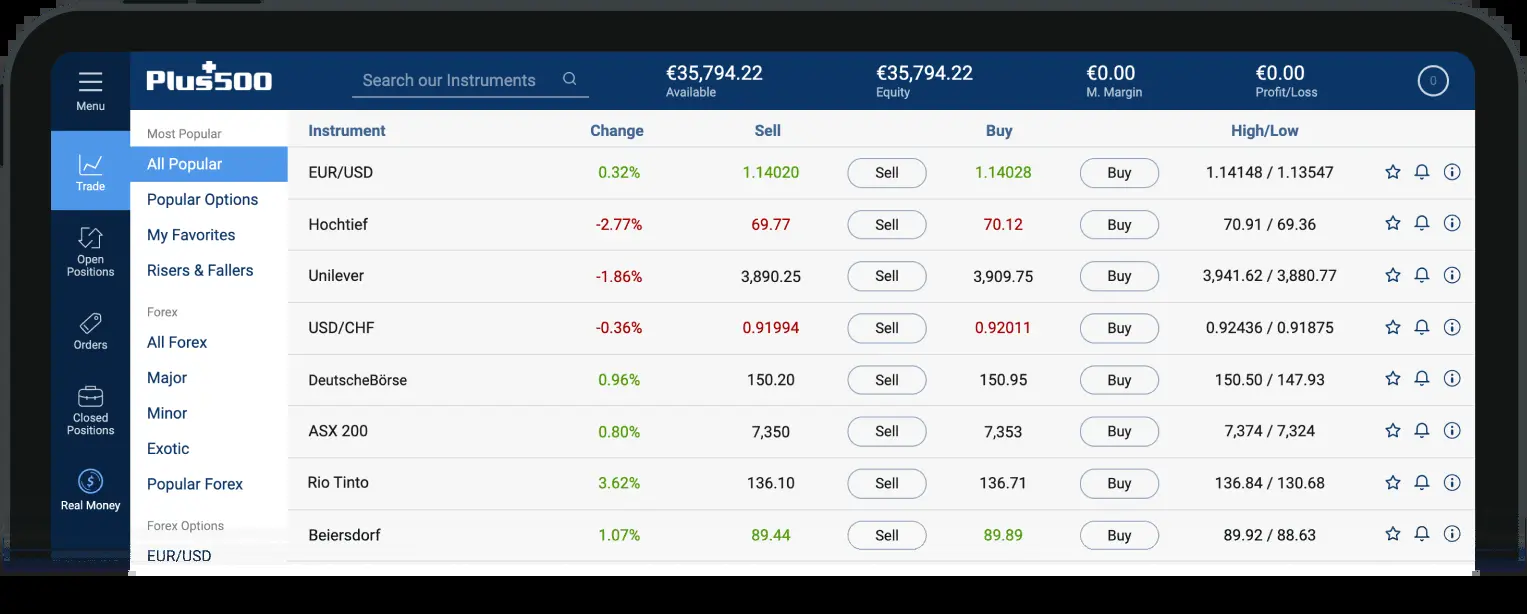 Menu
Plus500
Search our Instruments
€35,794.22
Available
€35,794.22
Equity
€0.00
M. Margin
€0.00
Profit/Loss
0
Trade
Open
Positions
Orders
Closed
Positions
$
Real Money
Most Popular
All Popular
Popular Options
My Favorites
Risers & Fallers
Forex
All Forex
Major
Minor
Exotic
Popular Forex
Forex Options
EUR/USD
Instrument Change Sell Buy High/Low
EUR/USD 0.32% 1.14020 Sell 1.14028 Buy 1.14148 / 1.13547
Hochtief -2.77% 69.77 Sell 70.12 Buy 70.91 / 69.36
Unilever -1.86% 3,890.25 Sell 3,909.75 Buy 3,941.62 / 3,880.77
USD/CHF -0.36% 0.91994 Sell 0.92011 Buy 0.92436 / 0.91875
DeutscheBörse 0.96% 150.20 Sell 150.95 Buy 150.50 / 147.93
ASX 200 0.80% 7,350 Sell 7,353 Buy 7,374 / 7,324
Rio Tinto 3.62% 136.10 Sell 136.71 Buy 136.84 / 130.68
Beiersdorf 1.07% 89.44 Sell 89.89 Buy 89.92 / 88.63